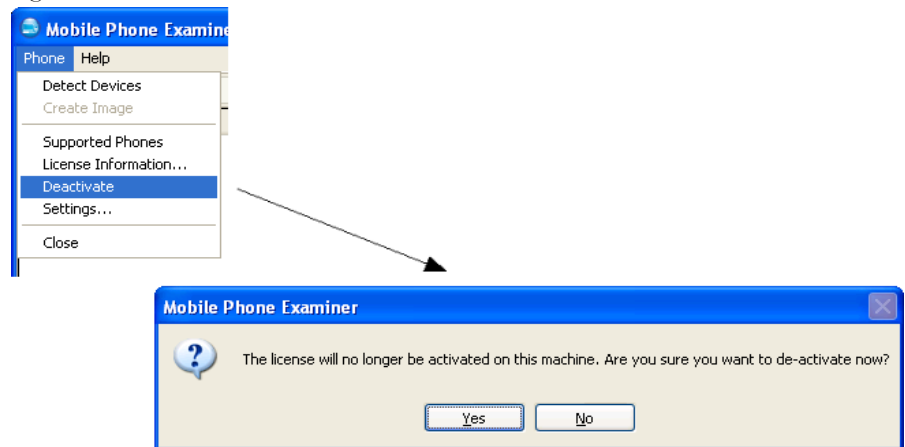 Mobile Phone Examine
Phone Help
Detect Devices
Create Image
Supported Phones
License Information...
Deactivate
Settings...
Close
Mobile Phone Examiner
The license will no longer be activated on this machine. Are you sure you want to de-activate now?
Yes No